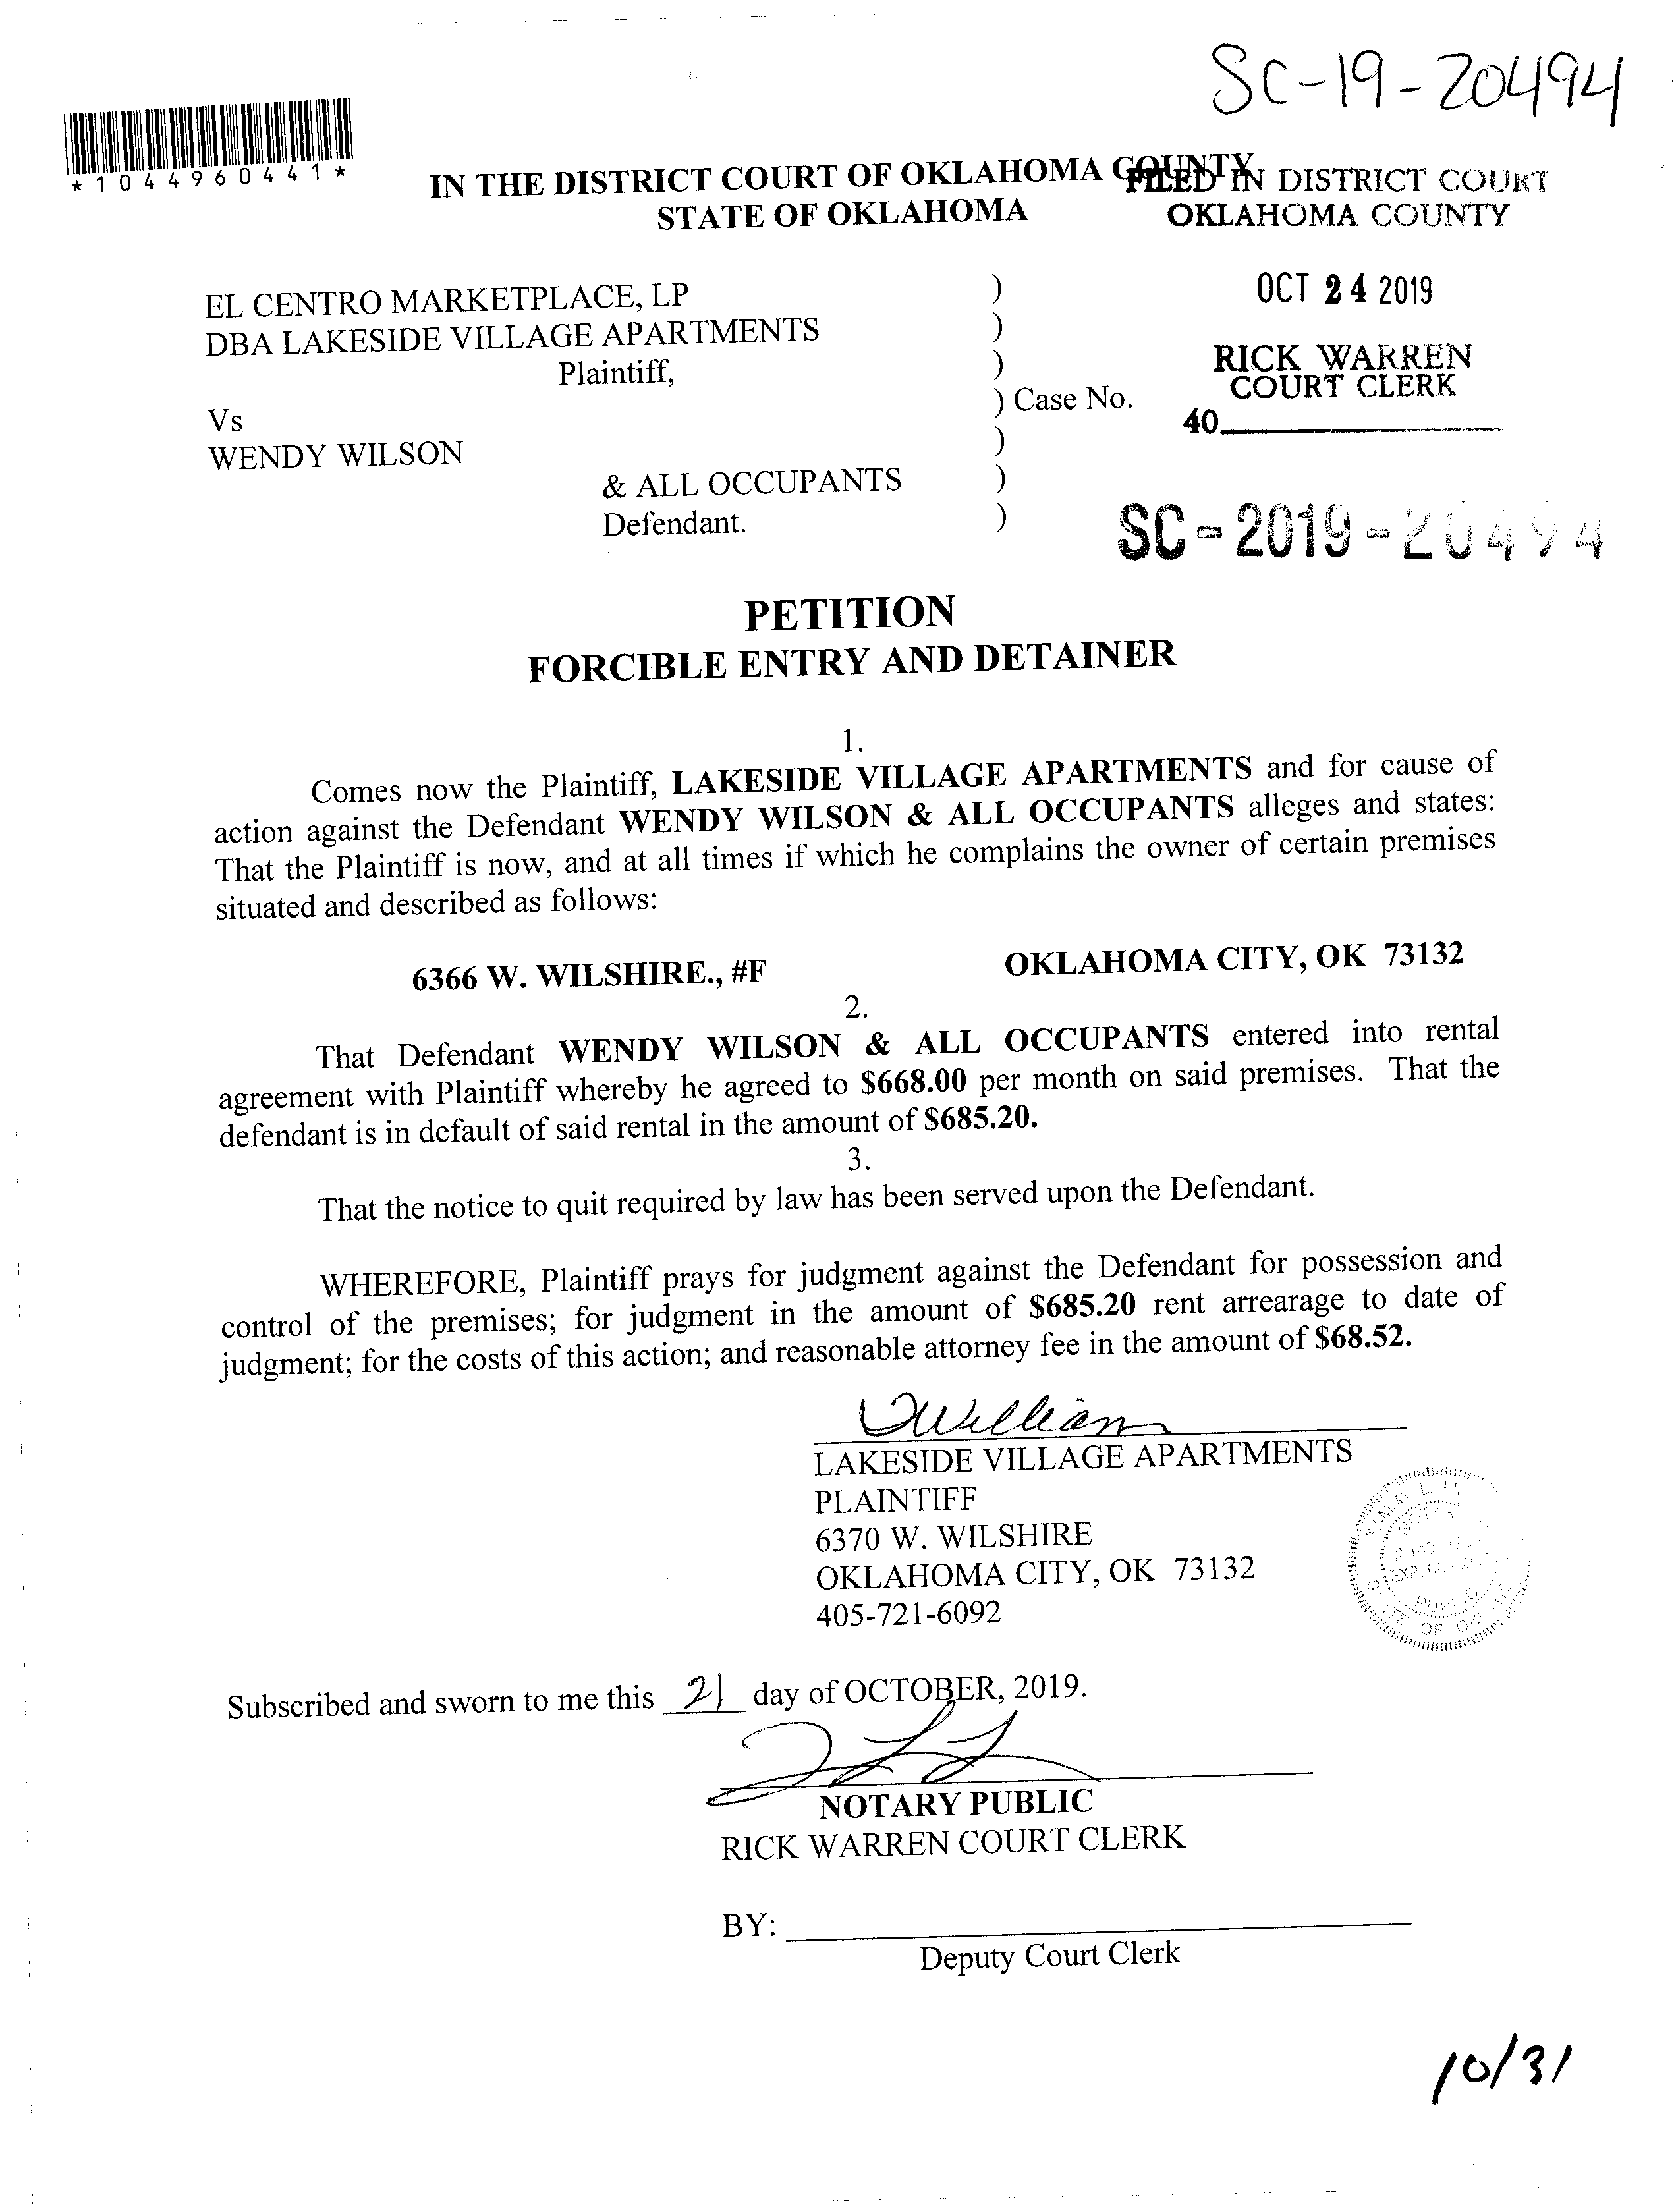 SC-19-20494
*1044960441*
IN THE DISTRICT COURT OF OKLAHOMA COUNTY
STATE OF OKLAHOMA
FILED IN DISTRICT COURT
OKLAHOMA COUNTY
OCT 24 2019
RICK WARREN
COURT CLERK
40
EL CENTRO MARKETPLACE, LP )
DBA LAKESIDE VILLAGE APARTMENTS )
Plaintiff, )
Vs ) Case No.
WENDY WILSON )
& ALL OCCUPANTS )
Defendant. )
SC-2019-20494
PETITION
FORCIBLE ENTRY AND DETAINER
1.
Comes now the Plaintiff, LAKESIDE VILLAGE APARTMENTS and for cause of
action against the Defendant WENDY WILSON & ALL OCCUPANTS alleges and states:
That the Plaintiff is now, and at all times if which he complains the owner of certain premises
situated and described as follows:
6366 W. WILSHIRE., #F OKLAHOMA CITY, OK 73132
2.
That Defendant WENDY WILSON & ALL OCCUPANTS entered into rental
agreement with Plaintiff whereby he agreed to $668.00 per month on said premises. That the
defendant is in default of said rental in the amount of $685.20.
3.
That the notice to quit required by law has been served upon the Defendant.
WHEREFORE, Plaintiff prays for judgment against the Defendant for possession and
control of the premises; for judgment in the amount of $685.20 rent arrearage to date of
judgment; for the costs of this action; and reasonable attorney fee in the amount of $68.52.
LAKESIDE VILLAGE APARTMENTS
PLAINTIFF
6370 W. WILSHIRE
OKLAHOMA CITY, OK 73132
405-721-6092
PUBLIC
STATE OF
Subscribed and sworn to me this 21 day of OCTOBER, 2019.
NOTARY PUBLIC
RICK WARREN COURT CLERK
BY:
Deputy Court Clerk
10/31